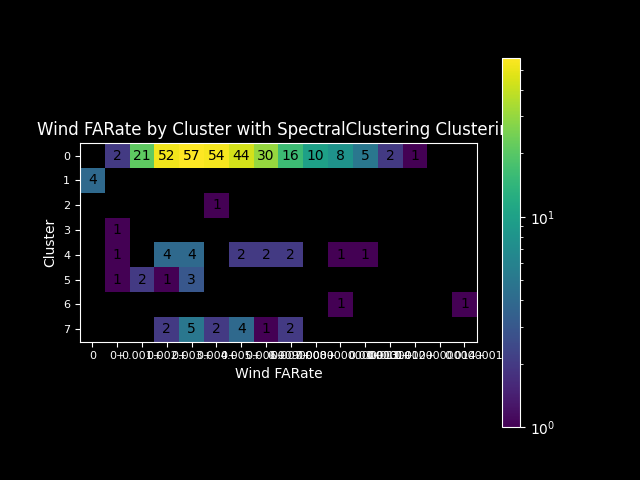 Wind FARate by Cluster with SpectralClustering Clusterin
0 2 21 52 57 54 44 30 16 10 8 5 2 1
1 4
2 1
3 1
4 1 4 4 2 2 2 1 1
5 1 2 1 3
6 1 1
7 2 5 2 4 1 2
Cluster
0
Wind FARate
10^1
10^0